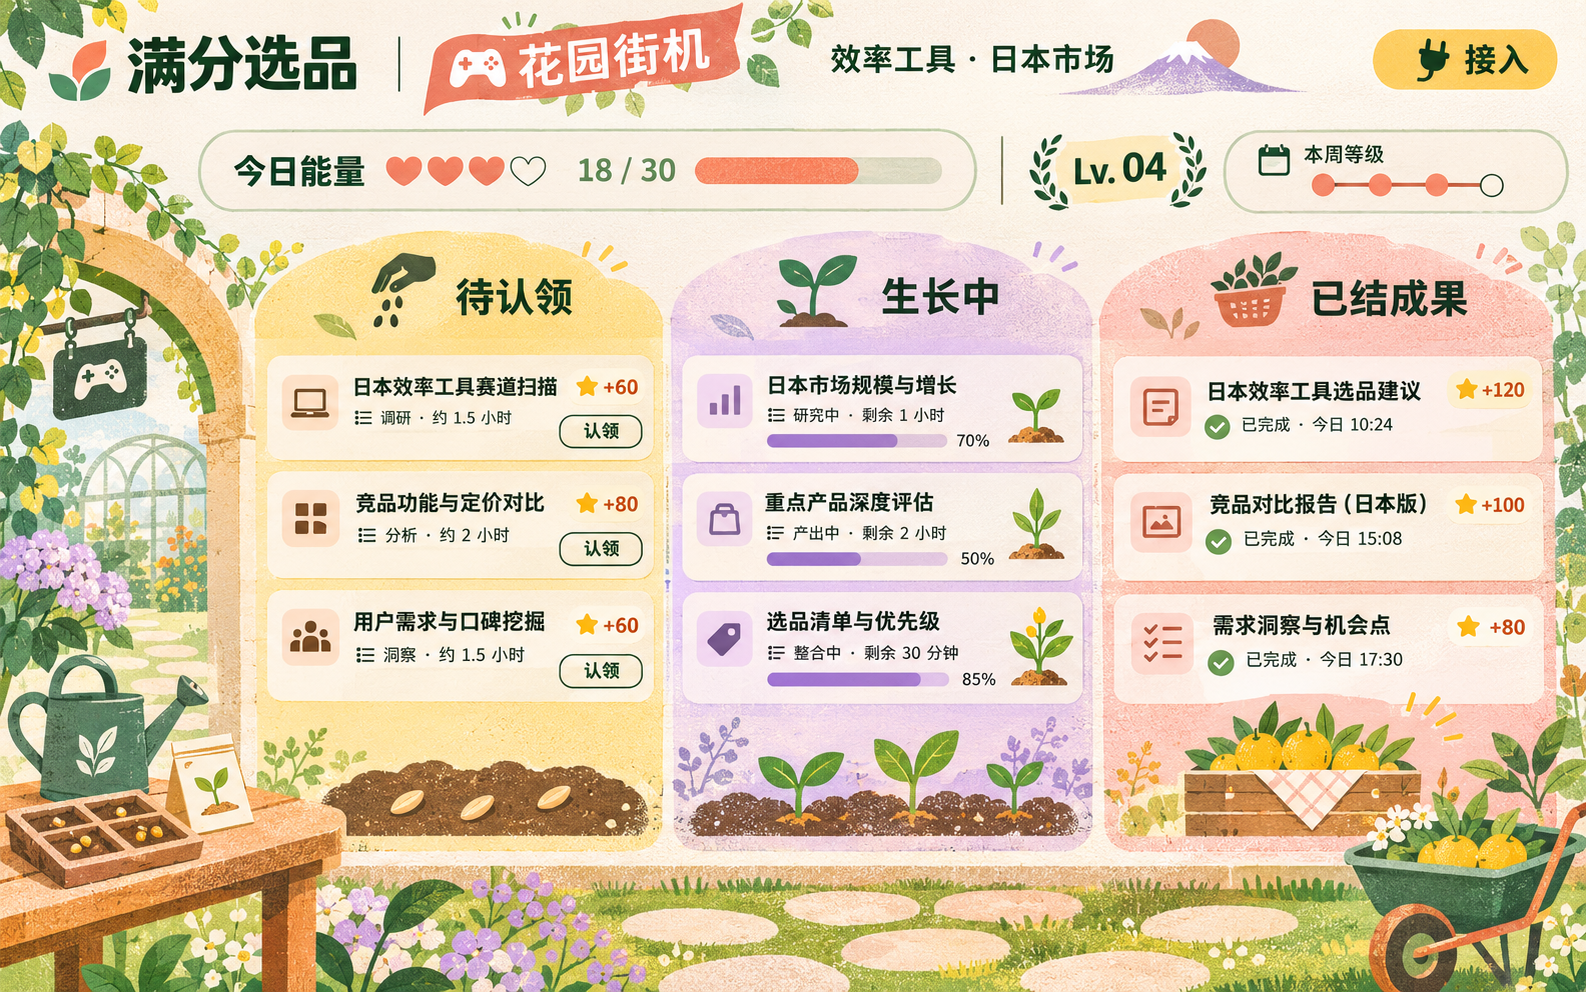 满分选品
花园街机
效率工具 · 日本市场
接入
今日能量
18 / 30
Lv. 04
本周等级
待认领
日本效率工具赛道扫描
+60
调研 · 约 1.5 小时
认领
竞品功能与定价对比
+80
分析 · 约 2 小时
认领
用户需求与口碑挖掘
+60
洞察 · 约 1.5 小时
认领
生长中
日本市场规模与增长
研究中 · 剩余 1 小时
70%
重点产品深度评估
产出中 · 剩余 2 小时
50%
选品清单与优先级
整合中 · 剩余 30 分钟
85%
已结成果
日本效率工具选品建议
+120
已完成 · 今日 10:24
竞品对比报告（日本版）
+100
已完成 · 今日 15:08
需求洞察与机会点
+80
已完成 · 今日 17:30